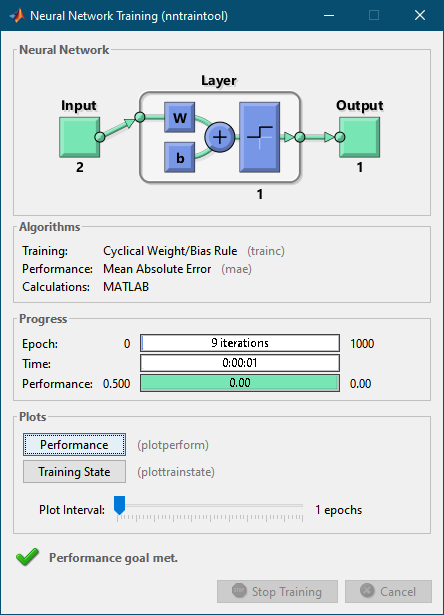 Neural Network Training (nntraintool)
Neural Network
Layer
Input
Output
W
b
+
2
1
1
Algorithms
Training: Cyclical Weight/Bias Rule (trainc)
Performance: Mean Absolute Error (mae)
Calculations: MATLAB
Progress
Epoch: 0 9 iterations 1000
Time: 0:00:01
Performance: 0.500 0.00 0.00
Plots
Performance (plotperform)
Training State (plottrainstate)
Plot Interval: 1 epochs
Performance goal met.
Stop Training Cancel